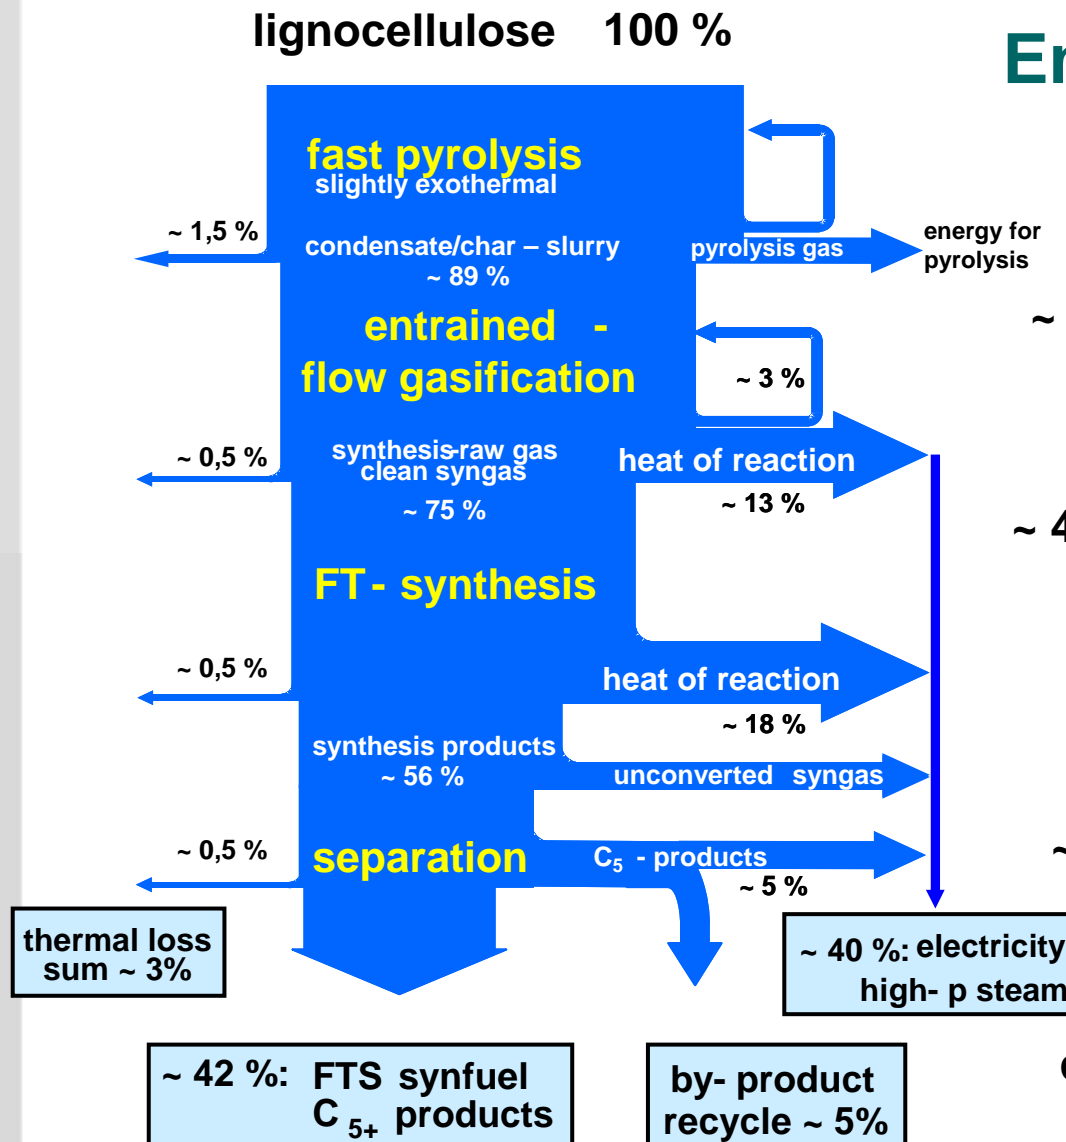 lignocellulose 100 %
En
fast pyrolysis
slightly exothermal
~ 1,5 %
condensate/char – slurry
~ 89 %
pyrolysis gas
energy for
pyrolysis
~
entrained -
flow gasification
~ 3 %
~ 0,5 %
synthesis-raw gas
clean syngas
~ 75 %
heat of reaction
~ 13 %
~ 4
FT - synthesis
~ 0,5 %
heat of reaction
~ 18 %
synthesis products
~ 56 %
unconverted syngas
~ 0,5 %
separation
C5 - products
~ 5 %
~
thermal loss
sum ~ 3%
~ 40 %: electricity
high- p steam
~ 42 %: FTS synfuel
C 5+ products
by- product
recycle ~ 5%